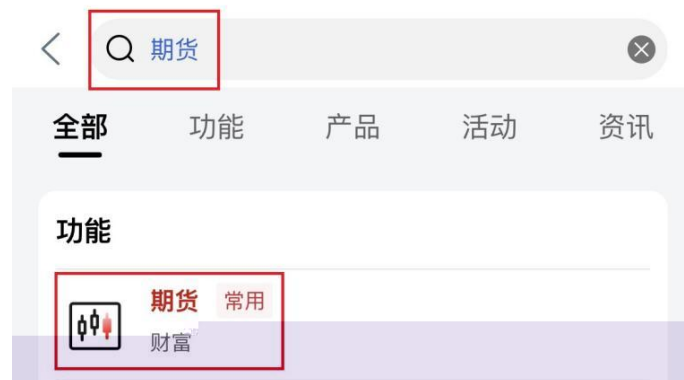 期货
全部 功能 产品 活动 资讯
功能
期货 常用
财富